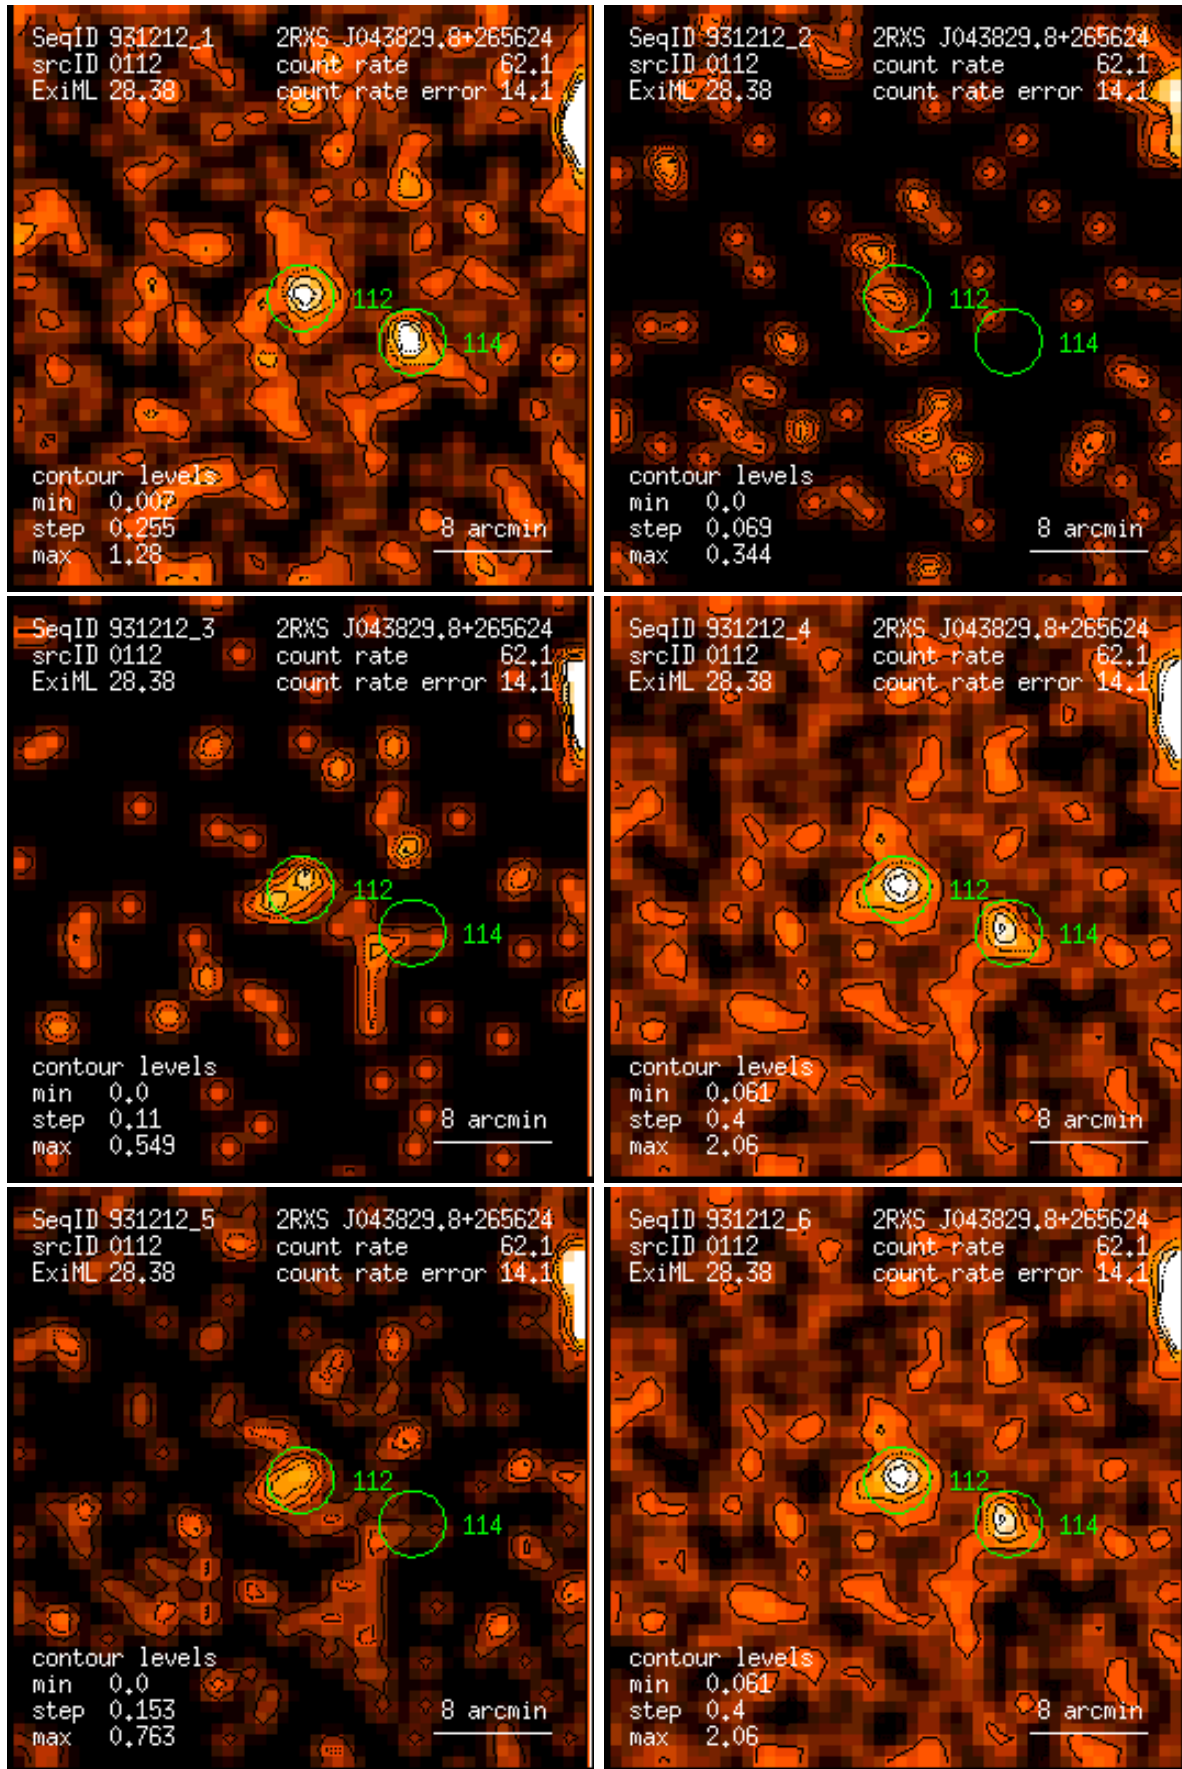 SeqID 931212_1 2RXS J043829.8+265624
srcID 0112 count rate 62.1
ExiML 28.38 count rate error 14.1
112
114
contour levels
min 0.007
step 0.255 8 arcmin
max 1.28
SeqID 931212_2 2RXS J043829.8+265624
srcID 0112 count rate 62.1
ExiML 28.38 count rate error 14.1
112
114
contour levels
min 0.0
step 0.069 8 arcmin
max 0.344
SeqID 931212_3 2RXS J043829.8+265624
srcID 0112 count rate 62.1
ExiML 28.38 count rate error 14.1
112
114
contour levels
min 0.0
step 0.11 8 arcmin
max 0.549
SeqID 931212_4 2RXS J043829.8+265624
srcID 0112 count rate 62.1
ExiML 28.38 count rate error 14.1
112
114
contour levels
min 0.061
step 0.4 8 arcmin
max 2.06
SeqID 931212_5 2RXS J043829.8+265624
srcID 0112 count rate 62.1
ExiML 28.38 count rate error 14.1
112
114
contour levels
min 0.0
step 0.153 8 arcmin
max 0.763
SeqID 931212_6 2RXS J043829.8+265624
srcID 0112 count rate 62.1
ExiML 28.38 count rate error 14.1
112
114
contour levels
min 0.061
step 0.4 8 arcmin
max 2.06